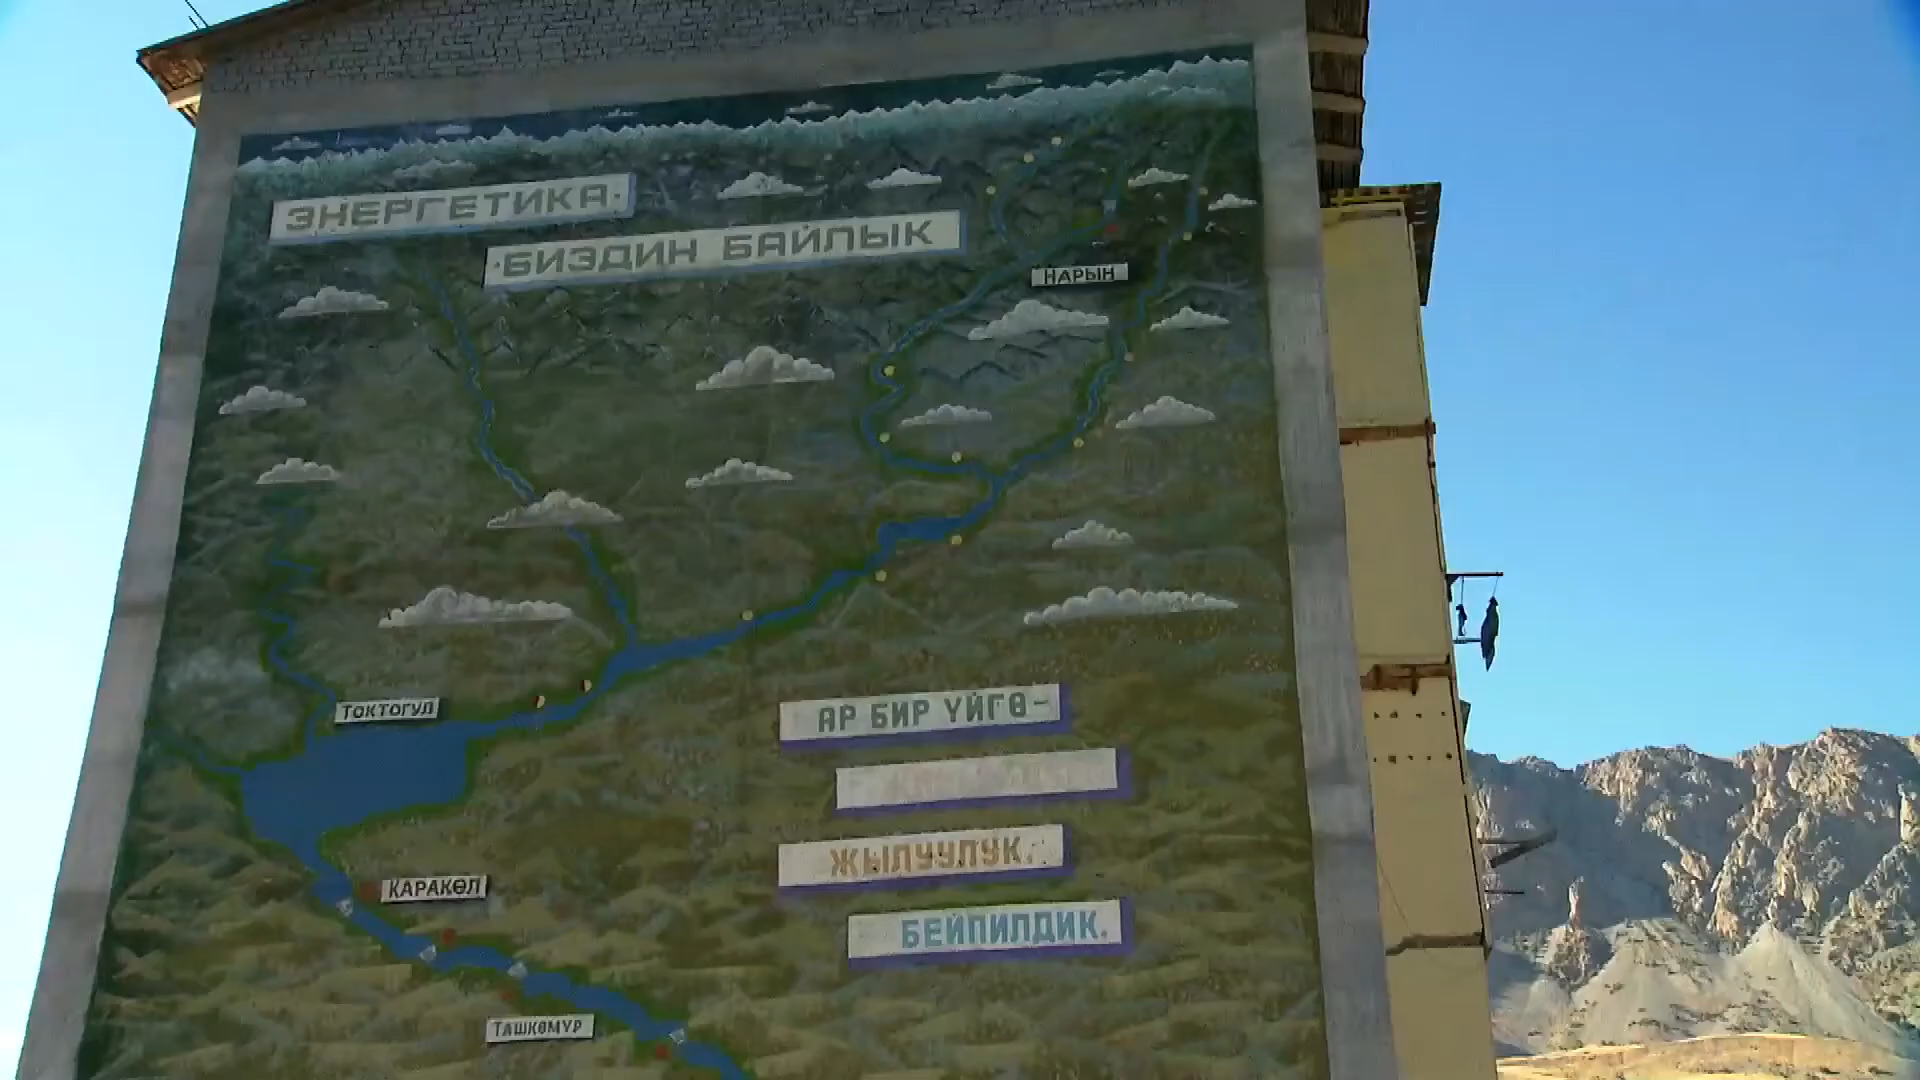 ЭНЕРГЕТИКА.
·БИЗДИН БАЙЛЫК
НАРЫН
ТОКТОГУЛ
АР БИР ҮЙГӨ–
ЖЫЛУУЛУК.
КАРАКӨЛ
БЕЙПИЛДИК.
ТАШКӨМҮР